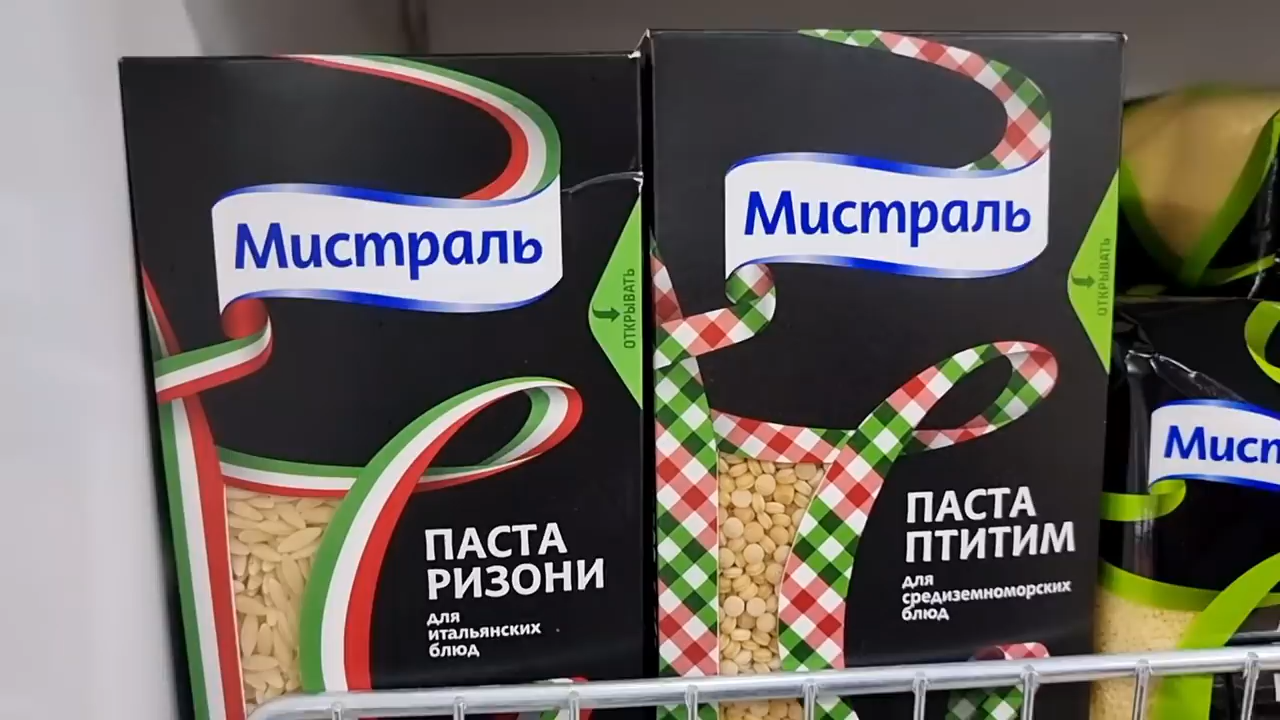 Мистраль
ОТКРЫВАТЬ
ПАСТА
РИЗОНИ
для
итальянских
блюд
Мистраль
ОТКРЫВАТЬ
ПАСТА
ПТИТИМ
для
средиземноморских
блюд
Мист